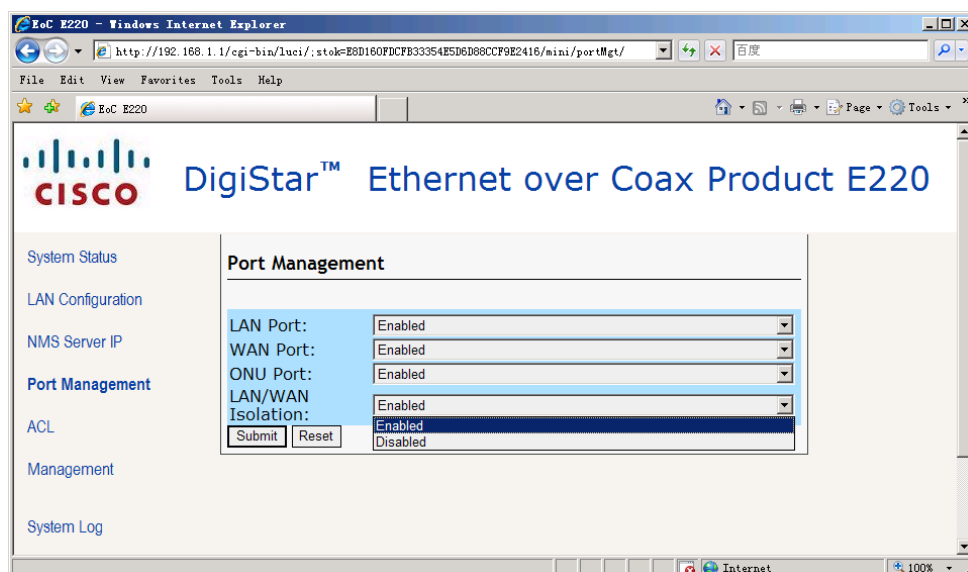 EoC E220 - Windows Internet Explorer
http://192.168.1.1/cgi-bin/luci/;stok=E8D160FDCFB33354E5D6D88CCF9E2416/mini/portMgt/
百度
File Edit View Favorites Tools Help
EoC E220
Page
Tools
CISCO
DigiStar™ Ethernet over Coax Product E220
System Status
LAN Configuration
NMS Server IP
Port Management
ACL
Management
System Log
Port Management
LAN Port: Enabled
WAN Port: Enabled
ONU Port: Enabled
LAN/WAN Isolation: Enabled
Enabled
Disabled
Submit Reset
Internet
100%